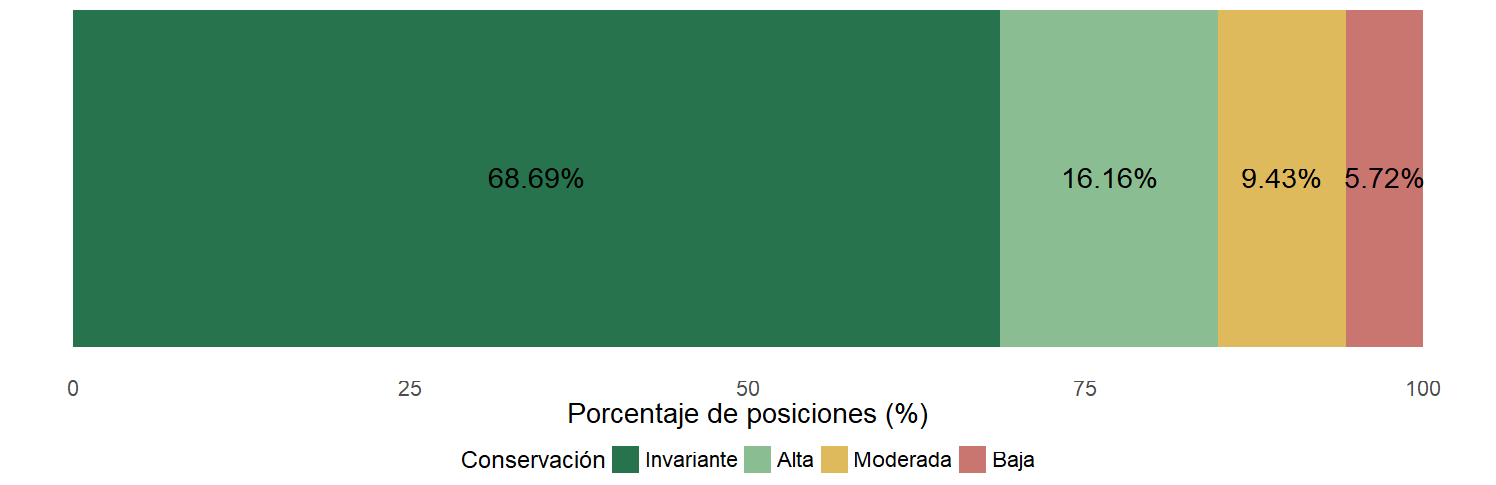 68.69% 16.16% 9.43% 5.72%
0 25 50 75 100
Porcentaje de posiciones (%)
Conservación Invariante Alta Moderada Baja